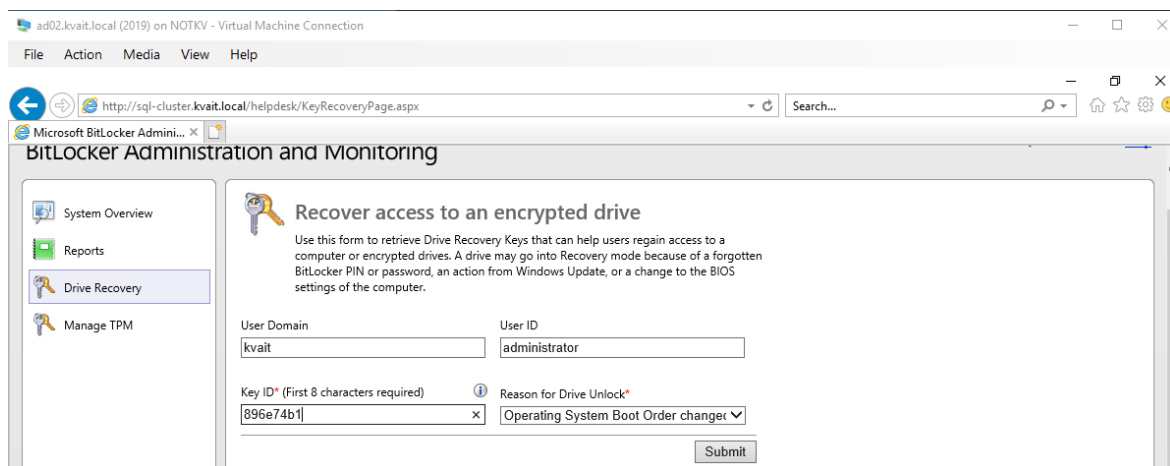 ad02.kvait.local (2019) on NOTKV - Virtual Machine Connection
File Action Media View Help
http://sql-cluster.kvait.local/helpdesk/KeyRecoveryPage.aspx
Search...
Microsoft BitLocker Admini...
BitLocker Administration and Monitoring
System Overview
Reports
Drive Recovery
Manage TPM
Recover access to an encrypted drive
Use this form to retrieve Drive Recovery Keys that can help users regain access to a
computer or encrypted drives. A drive may go into Recovery mode because of a forgotten
BitLocker PIN or password, an action from Windows Update, or a change to the BIOS
settings of the computer.
User Domain
User ID
kvait
administrator
Key ID* (First 8 characters required)
Reason for Drive Unlock*
896e74b1
Operating System Boot Order changed
Submit